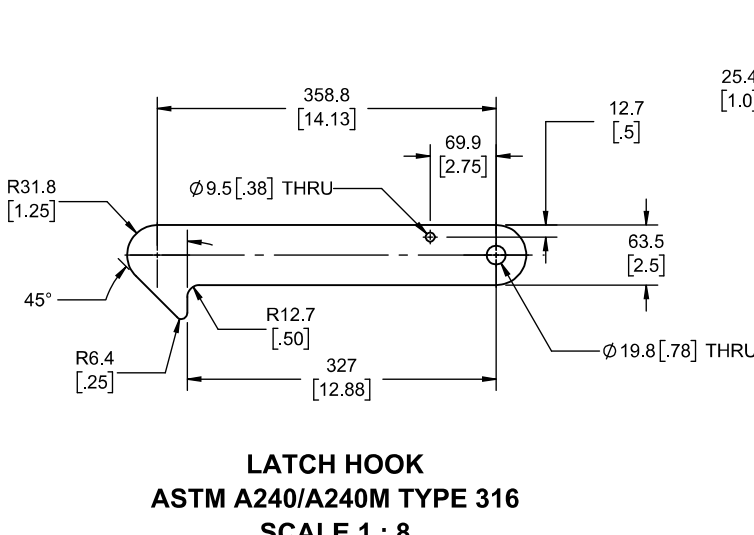 25.4
[1.0]
358.8
[14.13]
12.7
[.5]
69.9
[2.75]
R31.8
[1.25]
Ø9.5[.38] THRU
63.5
[2.5]
45°
R12.7
[.50]
Ø19.8[.78] THRU
R6.4
[.25]
327
[12.88]
LATCH HOOK
ASTM A240/A240M TYPE 316
SCALE 1 : 8